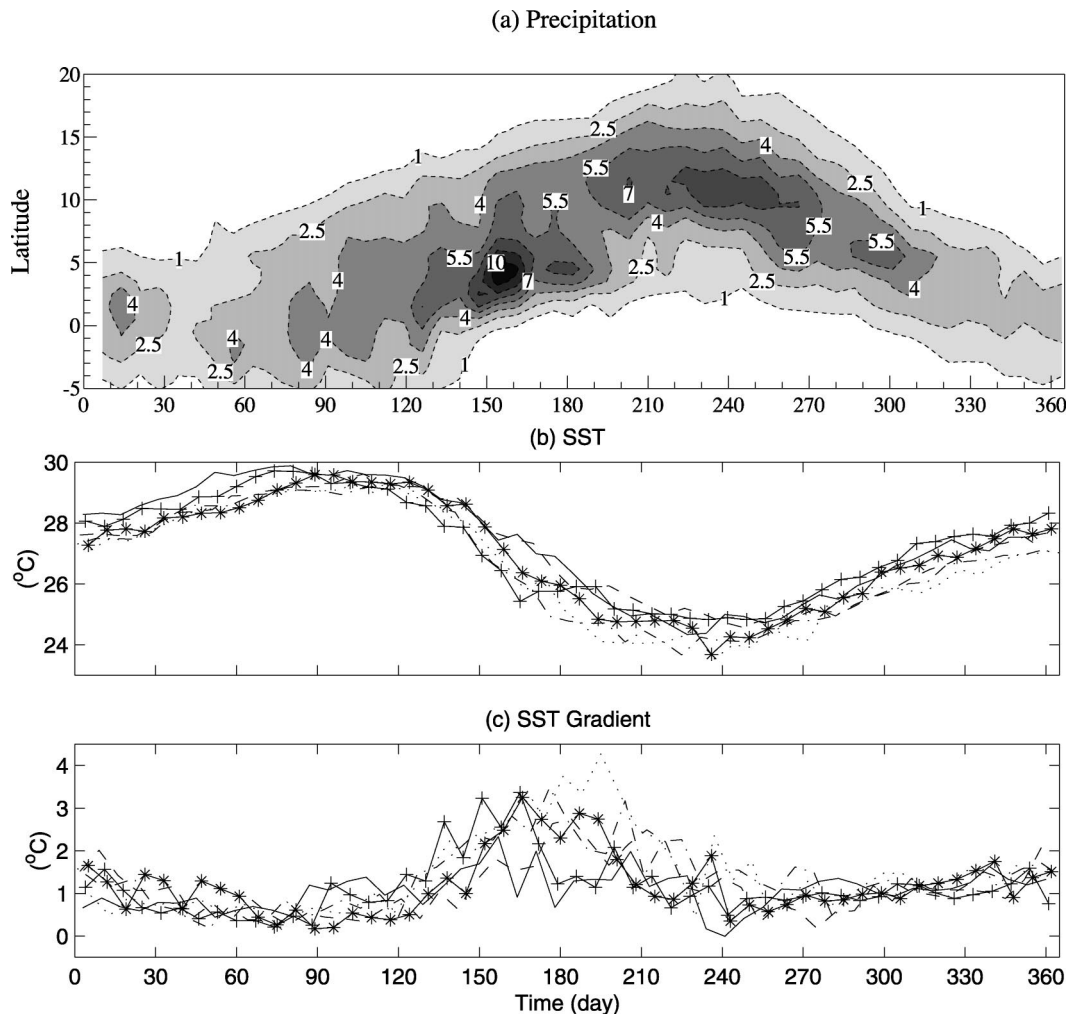 (a) Precipitation
20
15
10
5
0
-5
Latitude
1 2.5 4
1 2.5 5.5 7 4 2.5
4 5.5 5.5 7 4 1
4 4 5.5 10 7 2.5 2.5 5.5 5.5
4 4 4 4 1 4
2.5 2.5 4 2.5 1
0 30 60 90 120 150 180 210 240 270 300 330 360
(b) SST
30
28
26
24
(°C)
(c) SST Gradient
4
3
2
1
0
(°C)
0 30 60 90 120 150 180 210 240 270 300 330 360
Time (day)